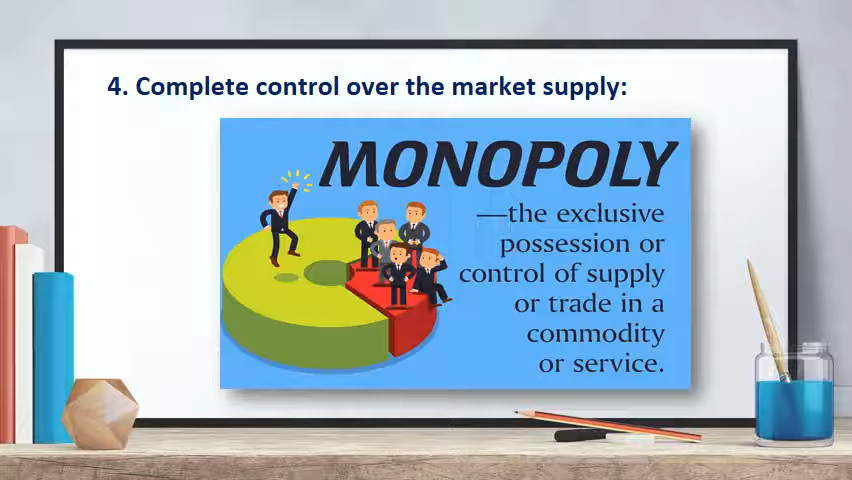 4. Complete control over the market supply:
MONOPOLY
—the exclusive
possession or
control of supply
or trade in a
commodity
or service.